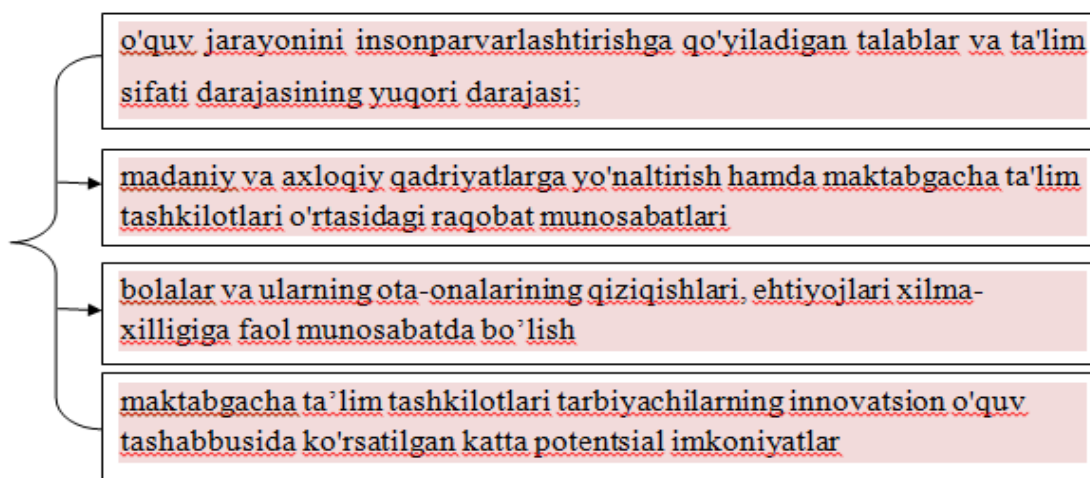 o'quv jarayonini insonparvarlashtirishga qo'yiladigan talablar va ta'lim
sifati darajasining yuqori darajasi;
madaniy va axloqiy qadriyatlarga yo'naltirish hamda maktabgacha ta'lim
tashkilotlari o'rtasidagi raqobat munosabatlari
bolalar va ularning ota-onalarining qiziqishlari, ehtiyojlari xilma-
xilligiga faol munosabatda bo’lish
maktabgacha ta’lim tashkilotlari tarbiyachilarning innovatsion o'quv
tashabbusida ko'rsatilgan katta potentsial imkoniyatlar